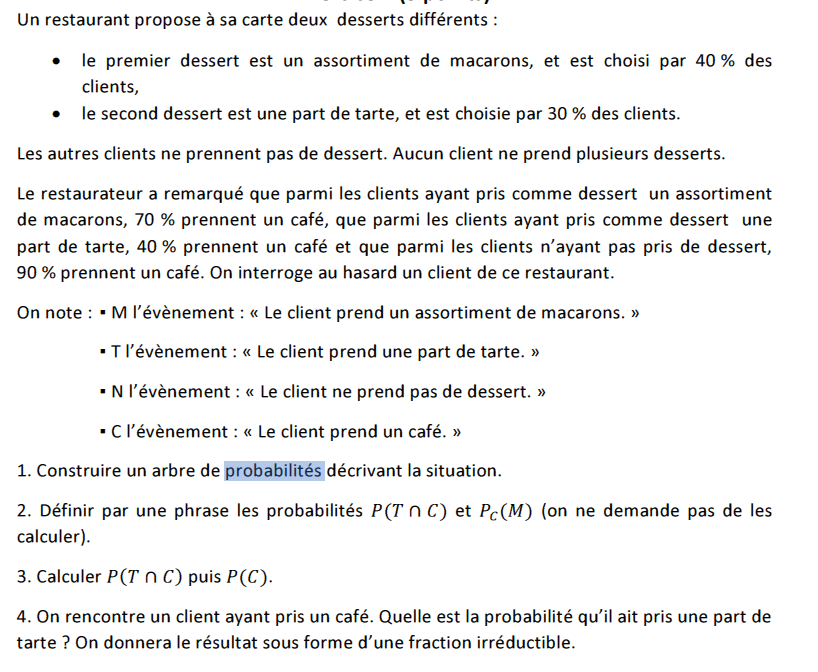 Un restaurant propose à sa carte deux desserts différents :
• le premier dessert est un assortiment de macarons, et est choisi par 40 % des
clients,
• le second dessert est une part de tarte, et est choisie par 30 % des clients.
Les autres clients ne prennent pas de dessert. Aucun client ne prend plusieurs desserts.
Le restaurateur a remarqué que parmi les clients ayant pris comme dessert un assortiment
de macarons, 70 % prennent un café, que parmi les clients ayant pris comme dessert une
part de tarte, 40 % prennent un café et que parmi les clients n’ayant pas pris de dessert,
90 % prennent un café. On interroge au hasard un client de ce restaurant.
On note : ▪ M l’évènement : « Le client prend un assortiment de macarons. »
▪ T l’évènement : « Le client prend une part de tarte. »
▪ N l’évènement : « Le client ne prend pas de dessert. »
▪ C l’évènement : « Le client prend un café. »
1. Construire un arbre de probabilités décrivant la situation.
2. Définir par une phrase les probabilités P(T ∩ C) et P_C(M) (on ne demande pas de les
calculer).
3. Calculer P(T ∩ C) puis P(C).
4. On rencontre un client ayant pris un café. Quelle est la probabilité qu’il ait pris une part de
tarte ? On donnera le résultat sous forme d’une fraction irréductible.